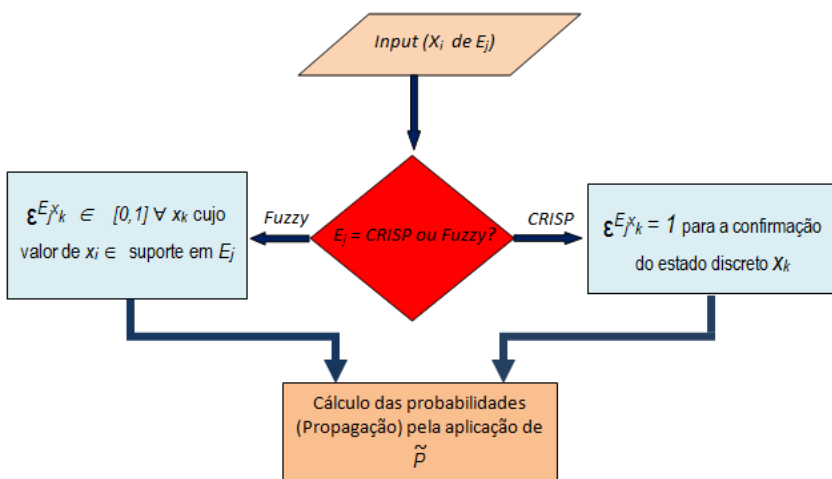 Input (Xi de Ej)
Ej = CRISP ou Fuzzy?
Fuzzy
CRISP
εEjxk ∈ [0,1] ∀ xk cujo
valor de xi ∈ suporte em Ej
εEjxk = 1 para a confirmação
do estado discreto xk
Cálculo das probabilidades
(Propagação) pela aplicação de
P̃